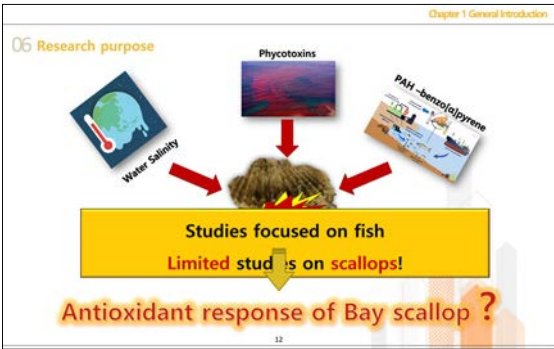 Chapter 1 General Introduction
06 Research purpose
Phycotoxins
Water Salinity
PAH –benzo[α]pyrene
Studies focused on fish
Limited studies on scallops!
Antioxidant response of Bay scallop ?
12